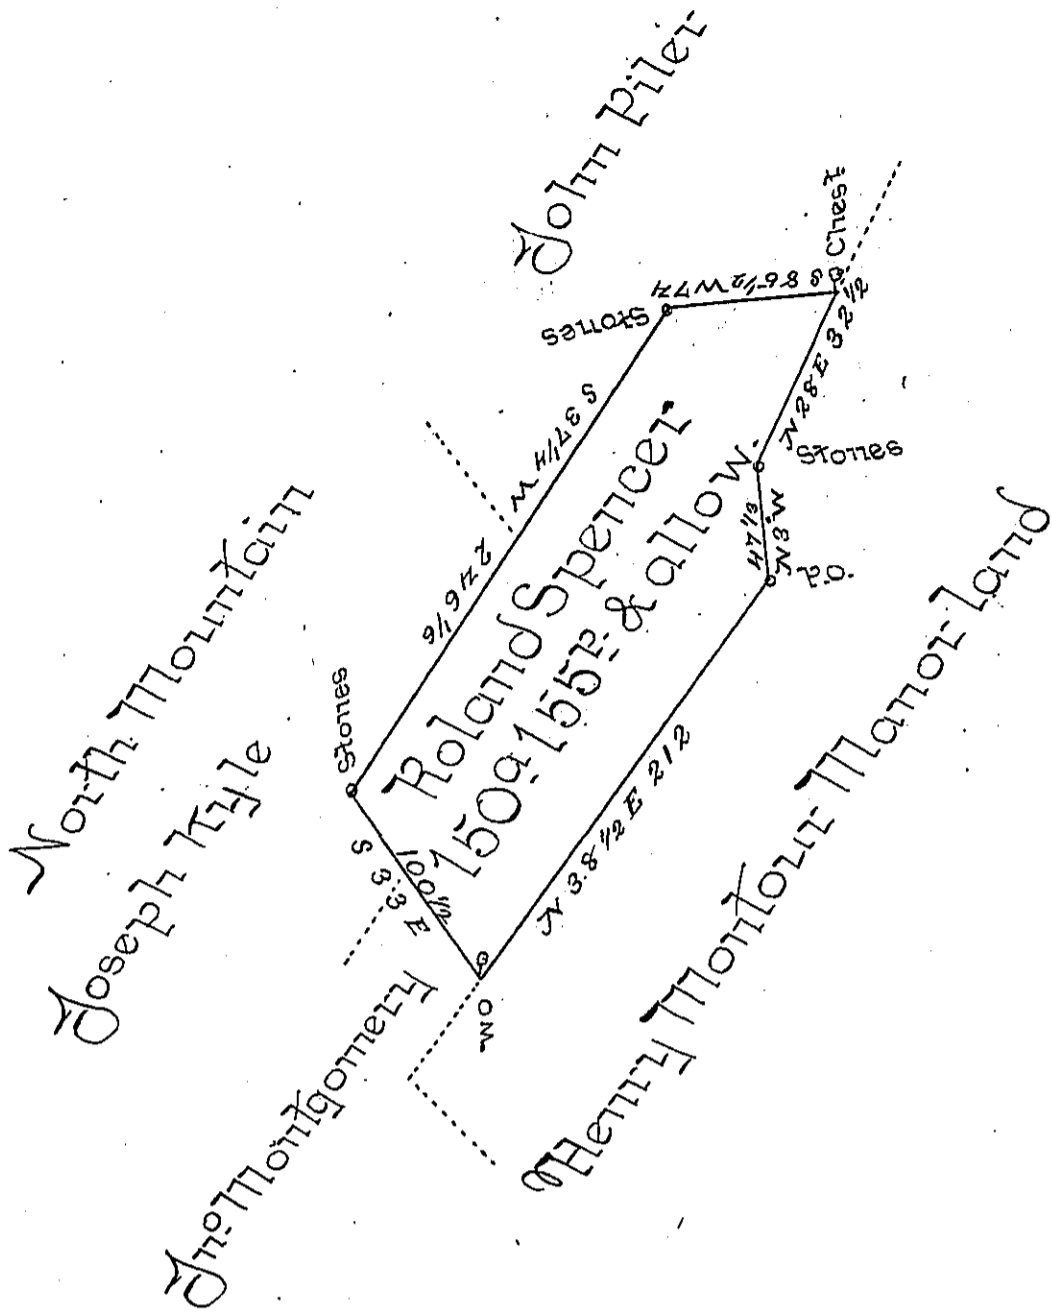 North Mountain
Joseph Kyle
Jno Montgomery
John Piler
Stones
S 37 1/4 W
246 1/6
Stones
S 86 1/2 W 74
Chest.
N 28 E 32 1/2
Stones
47 1/3
N 3 W
P.O.
N 38 1/2 E 212
W O
S 33 E
100 1/2
Roland Spencer
150a 155p. & allow.
Henry Montour Manor land